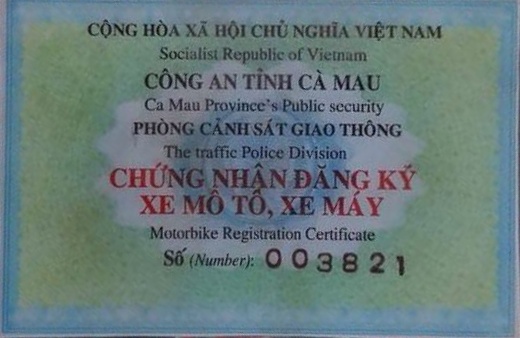 CỘNG HÒA XÃ HỘI CHỦ NGHĨA VIỆT NAM
Socialist Republic of Vietnam
CÔNG AN TỈNH CÀ MAU
Ca Mau Province's Public security
PHÒNG CẢNH SÁT GIAO THÔNG
The traffic Police Division
CHỨNG NHẬN ĐĂNG KÝ
XE MÔ TÔ, XE MÁY
Motorbike Registration Certificate
Số (Number): 003821